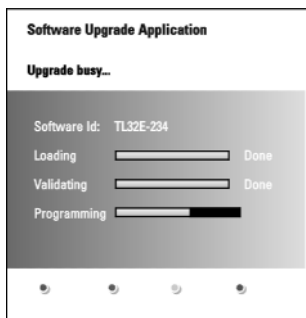 Software Upgrade Application
Upgrade busy...
Software Id: TL32E-234
Loading Done
Validating Done
Programming